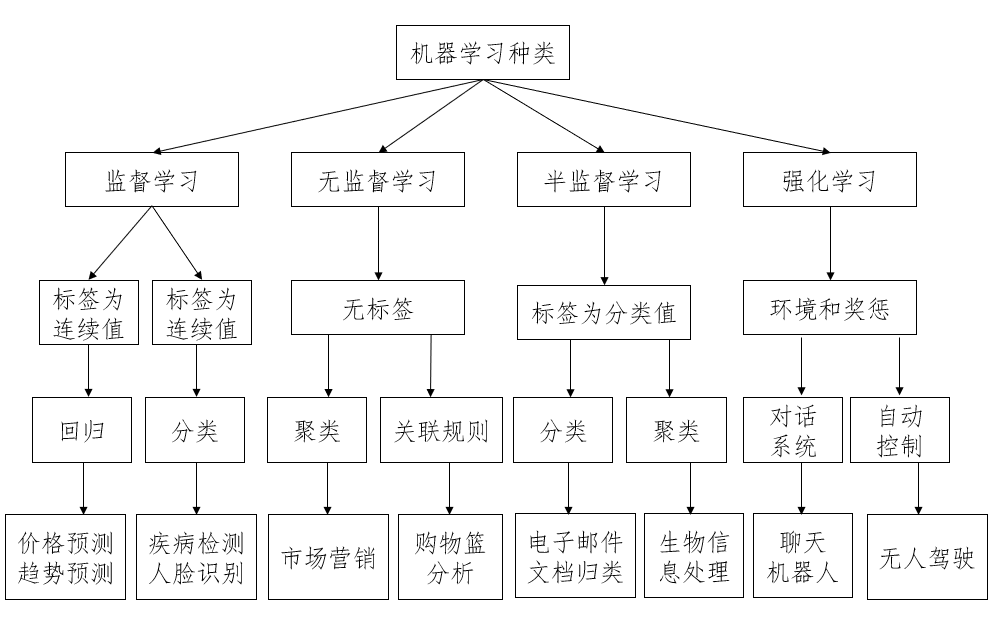 机器学习种类
监督学习
无监督学习
半监督学习
强化学习
标签为
连续值
标签为
连续值
无标签
标签为分类值
环境和奖惩
回归
分类
聚类
关联规则
分类
聚类
对话
系统
自动
控制
价格预测
趋势预测
疾病检测
人脸识别
市场营销
购物篮
分析
电子邮件
文档归类
生物信
息处理
聊天
机器人
无人驾驶